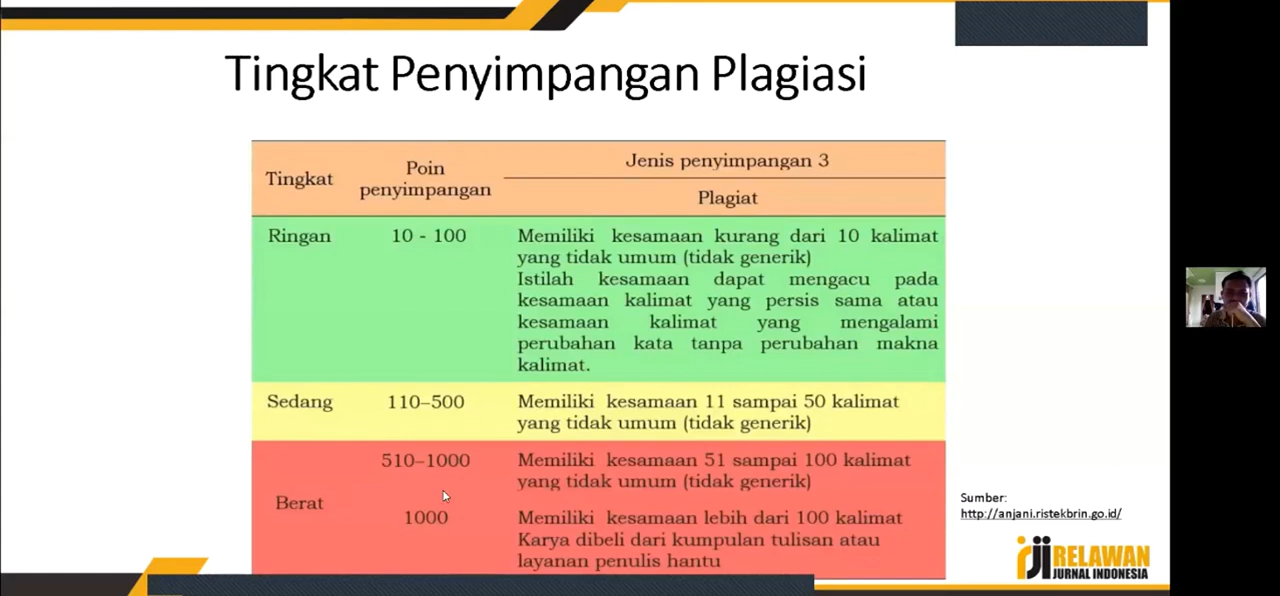 Tingkat Penyimpangan Plagiasi
Tingkat
Poin
penyimpangan
Jenis penyimpangan 3
Plagiat
Ringan
10 - 100
Memiliki kesamaan kurang dari 10 kalimat
yang tidak umum (tidak generik)
Istilah kesamaan dapat mengacu pada
kesamaan kalimat yang persis sama atau
kesamaan kalimat yang mengalami
perubahan kata tanpa perubahan makna
kalimat.
Sedang
110–500
Memiliki kesamaan 11 sampai 50 kalimat
yang tidak umum (tidak generik)
Berat
510–1000
Memiliki kesamaan 51 sampai 100 kalimat
yang tidak umum (tidak generik)
1000
Memiliki kesamaan lebih dari 100 kalimat
Karya dibeli dari kumpulan tulisan atau
layanan penulis hantu
Sumber:
http://anjani.ristekbrin.go.id/
rji RELAWAN
JURNAL INDONESIA